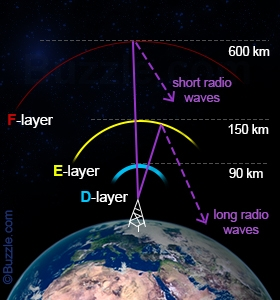 600 km
short radio
waves
F-layer
150 km
E-layer
90 km
D-layer
long radio
waves
©Buzzle.com